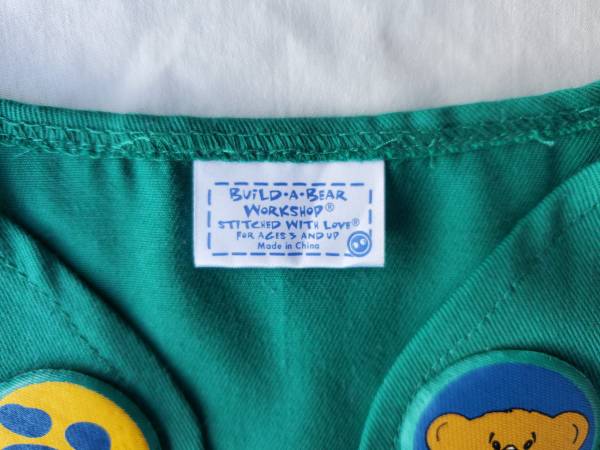 BUILD-A-BEAR
WORKSHOP®
STITCHED WITH LOVE®
FOR AGES 3 AND UP
Made in China